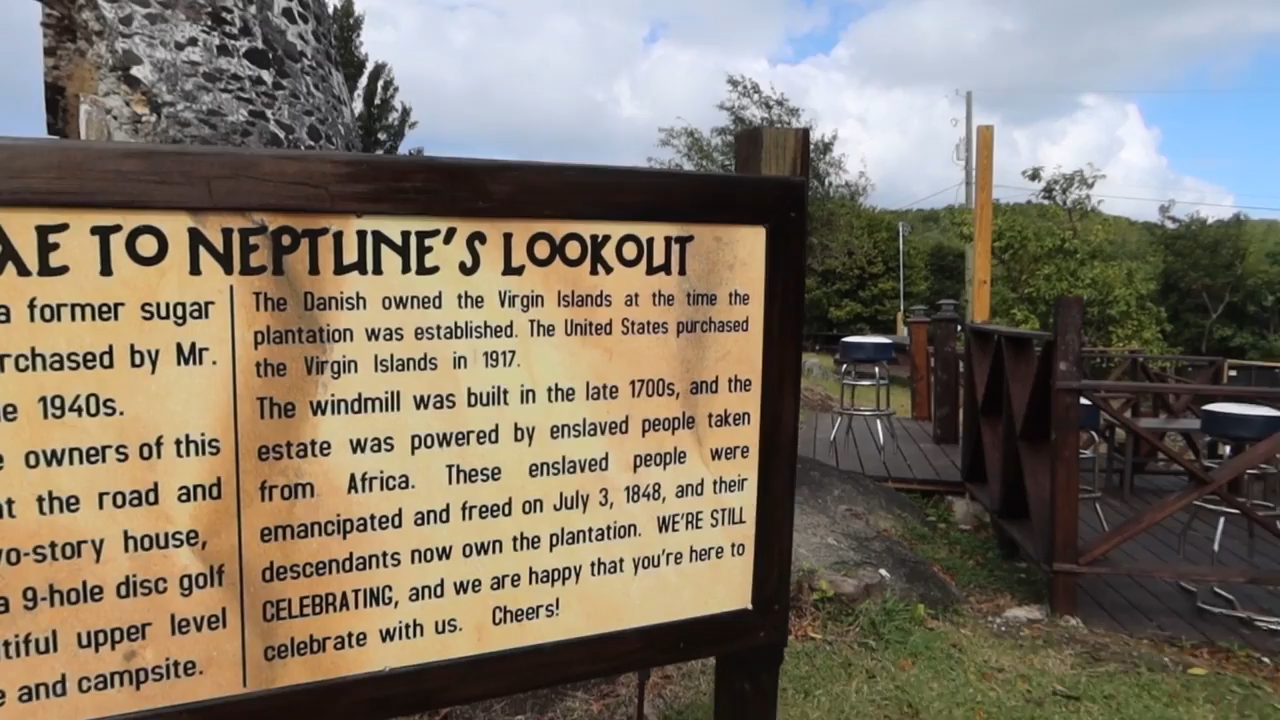 TO NEPTUNE'S LOOKOUT
a former sugar
by Mr.
1940s.
owners of this
the road and
house,
a 9-hole disc golf
upper level
and campsite.
The Danish owned the Virgin Islands at the time the
plantation was established. The United States purchased
the Virgin Islands in 1917.
The windmill was built in the late 1700s, and the
estate was powered by enslaved people taken
from Africa. These enslaved people were
emancipated and freed on July 3, 1848, and their
descendants now own the plantation. WE'RE STILL
CELEBRATING, and we are happy that you're here to
celebrate with us. Cheers!